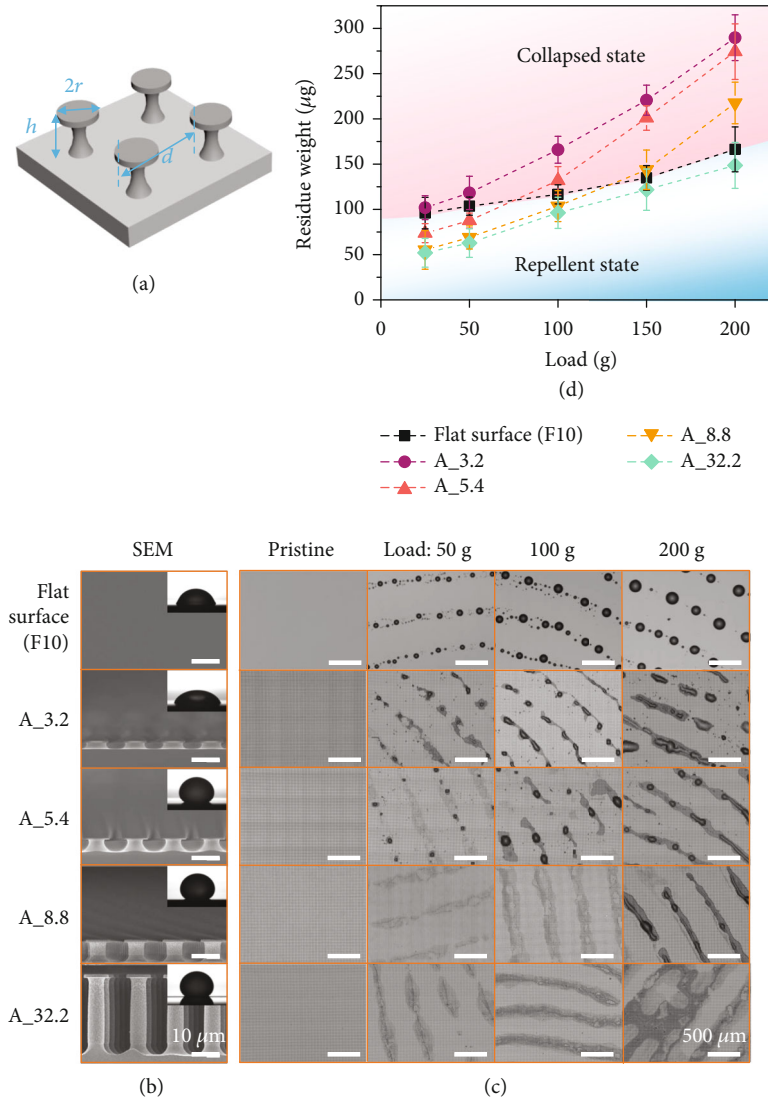 2r
h
d
(a)
Residue weight (μg)
300
250
200
150
100
50
0
Collapsed state
Repellent state
0 50 100 150 200
Load (g)
(d)
Flat surface (F10)
A_3.2
A_5.4
A_8.8
A_32.2
SEM Pristine Load: 50 g 100 g 200 g
Flat
surface
(F10)
A_3.2
A_5.4
A_8.8
A_32.2
10 μm
500 μm
(b) (c)